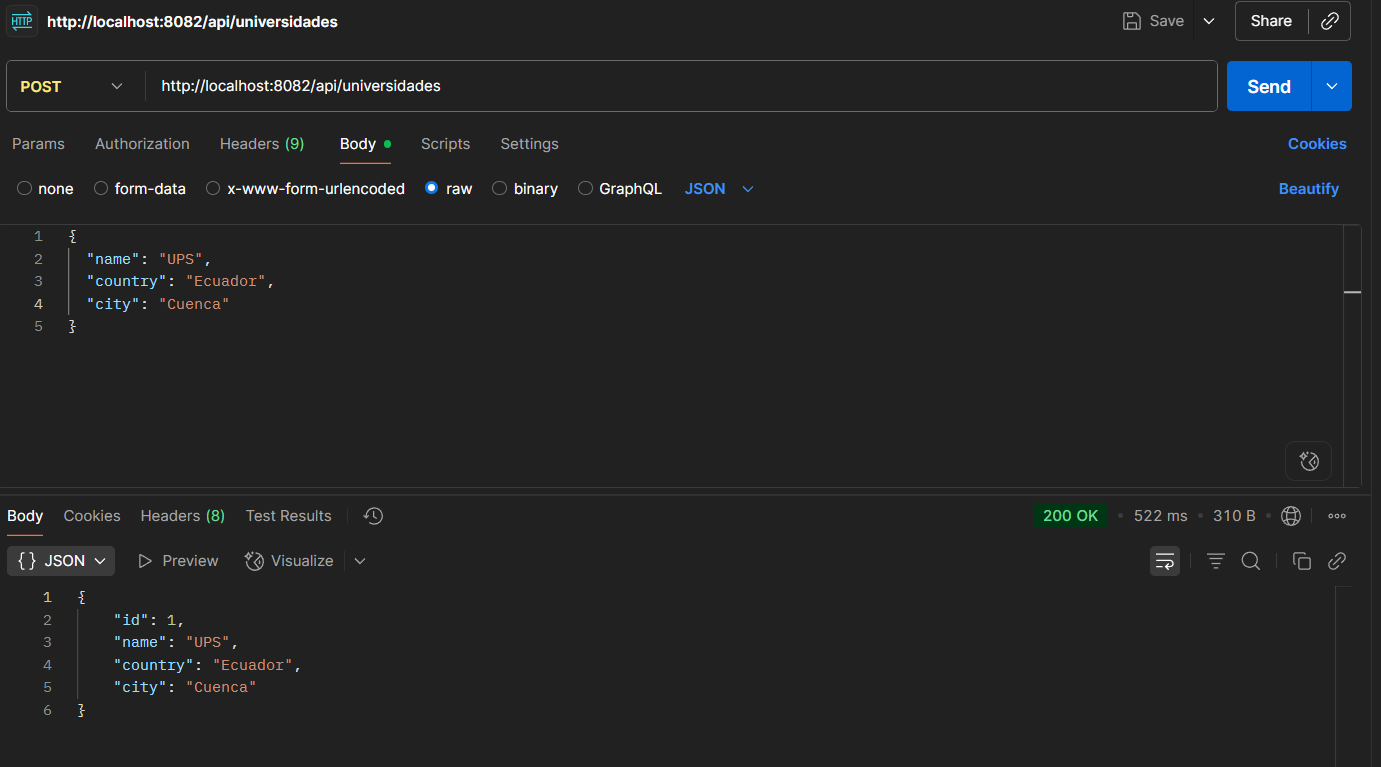 HTTP http://localhost:8082/api/universidades Save Share
POST http://localhost:8082/api/universidades Send
Params Authorization Headers (9) Body Scripts Settings Cookies
none form-data x-www-form-urlencoded raw binary GraphQL JSON Beautify
1 {
2 "name": "UPS",
3 "country": "Ecuador",
4 "city": "Cuenca"
5 }
Body Cookies Headers (8) Test Results 200 OK • 522 ms • 310 B •
{} JSON Preview Visualize
1 {
2 "id": 1,
3 "name": "UPS",
4 "country": "Ecuador",
5 "city": "Cuenca"
6 }